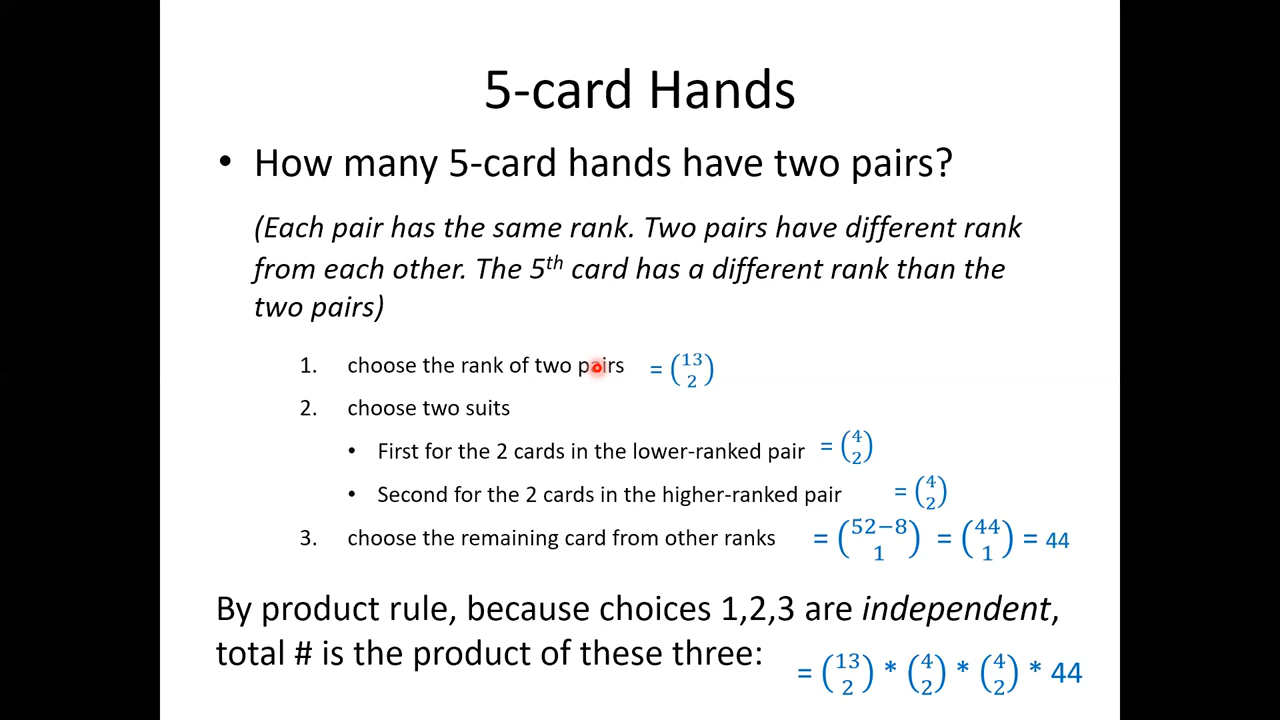 5-card Hands
• How many 5-card hands have two pairs?
(Each pair has the same rank. Two pairs have different rank
from each other. The 5th card has a different rank than the
two pairs)
1. choose the rank of two pairs = (13 2)
2. choose two suits
• First for the 2 cards in the lower-ranked pair = (4 2)
• Second for the 2 cards in the higher-ranked pair = (4 2)
3. choose the remaining card from other ranks = (52−8 1) = (44 1) = 44
By product rule, because choices 1,2,3 are independent,
total # is the product of these three: = (13 2) * (4 2) * (4 2) * 44